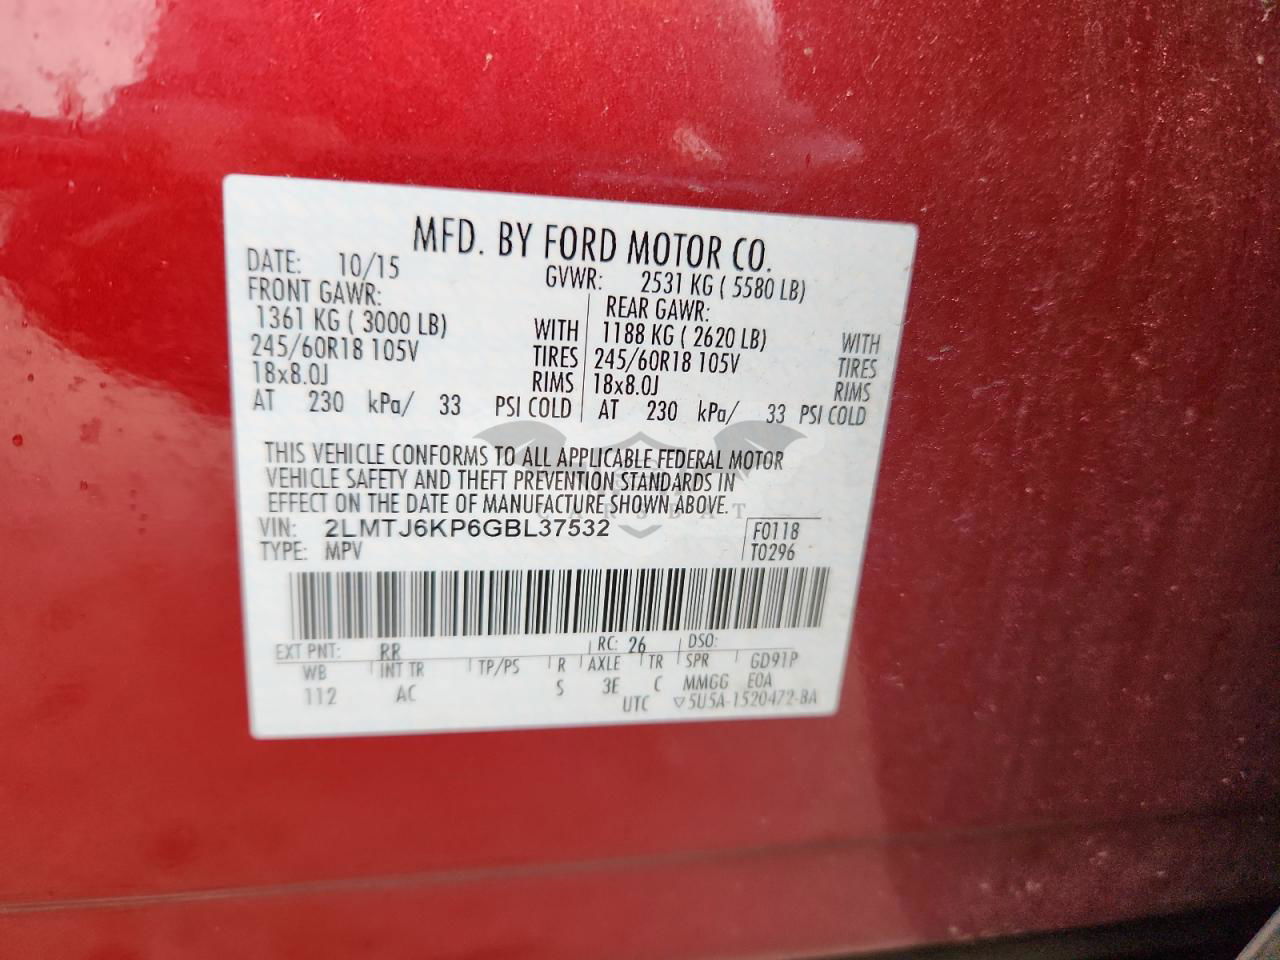 MFD. BY FORD MOTOR CO.
DATE: 10/15 GVWR: 2531 KG ( 5580 LB)
FRONT GAWR: REAR GAWR:
1361 KG ( 3000 LB) WITH 1188 KG ( 2620 LB) WITH
245/60R18 105V TIRES 245/60R18 105V TIRES
18x8.0J RIMS 18x8.0J RIMS
AT 230 kPa/ 33 PSI COLD AT 230 kPa/ 33 PSI COLD
THIS VEHICLE CONFORMS TO ALL APPLICABLE FEDERAL MOTOR
VEHICLE SAFETY AND THEFT PREVENTION STANDARDS IN
EFFECT ON THE DATE OF MANUFACTURE SHOWN ABOVE.
VIN: 2LMTJ6KP6GBL37532 F0118
TYPE: MPV T0296
EXT PNT: RR RC: 26 DSO:
WB INT TR TP/PS R AXLE TR SPR GD91P
112 AC S 3E C MMGG E0A
UTC ▽5U5A-1520472-BA